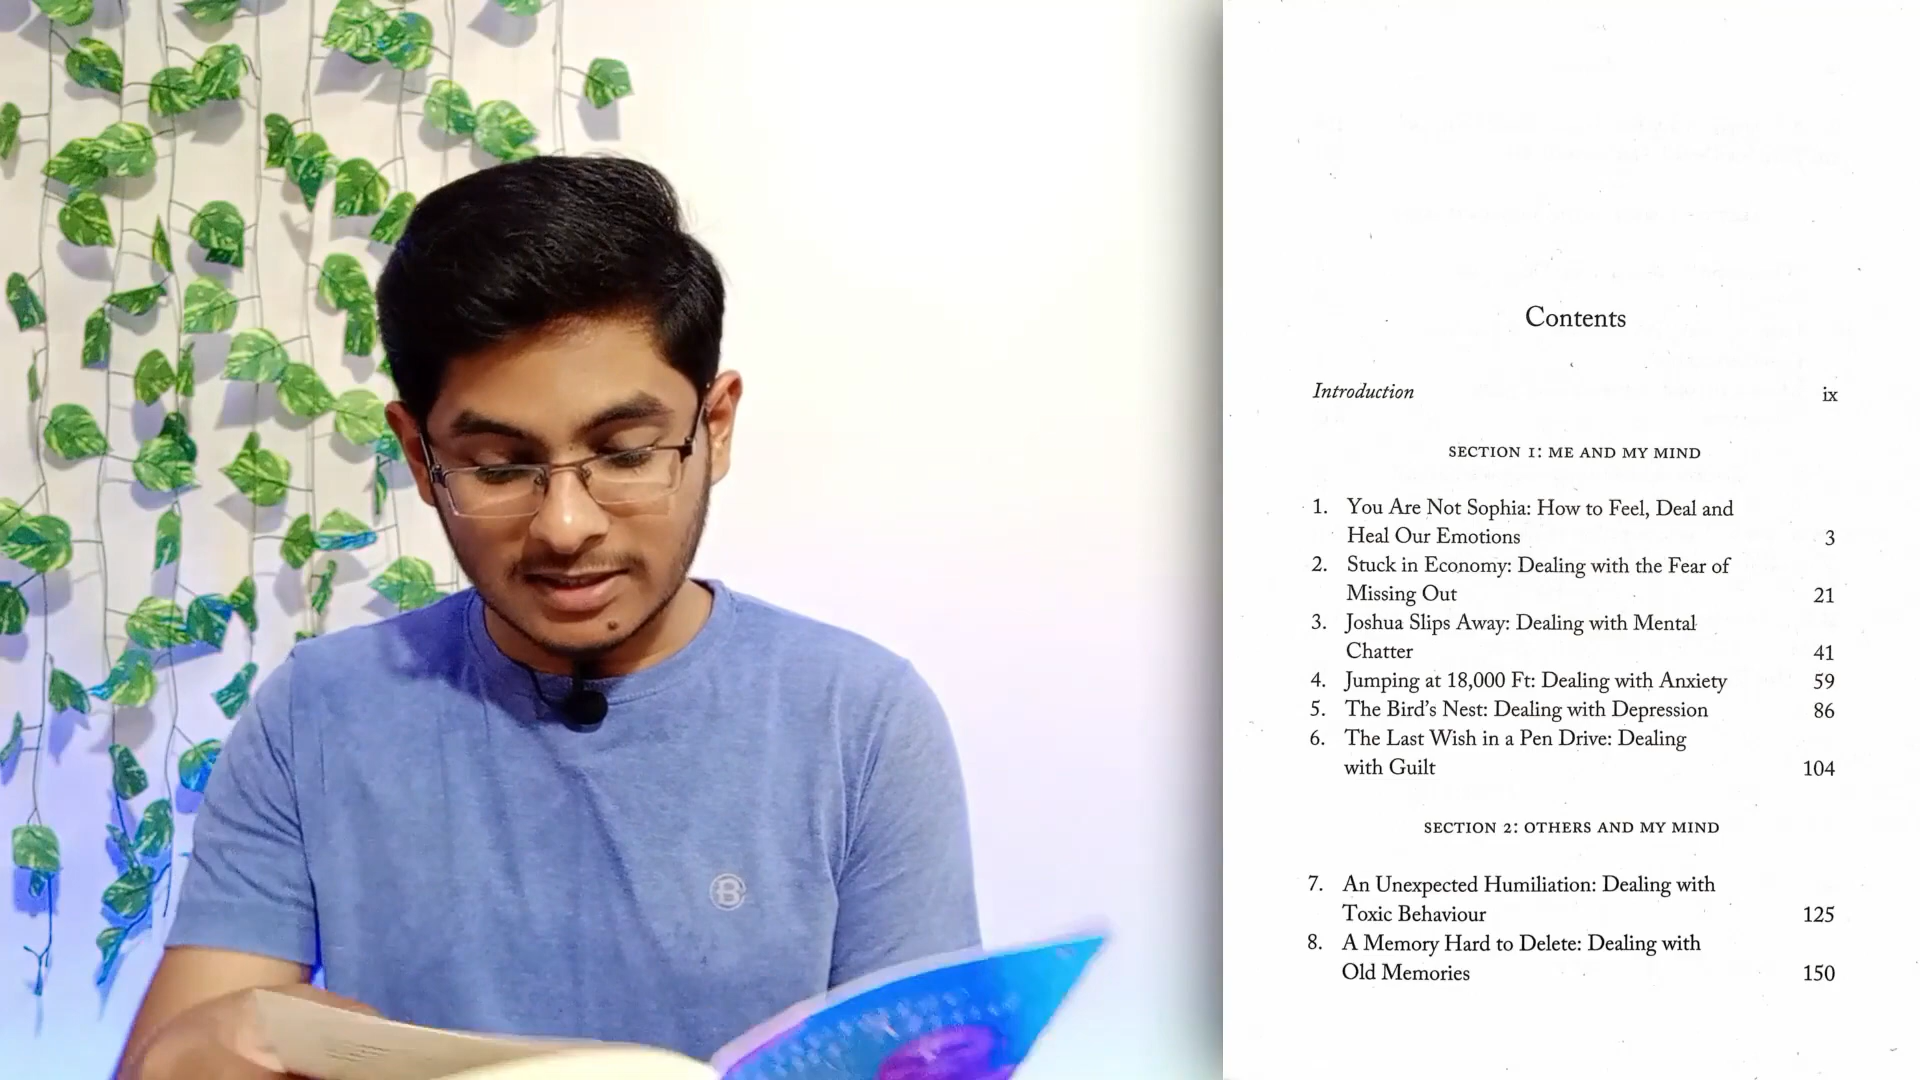 Contents
Introduction ix
SECTION 1: ME AND MY MIND
1. You Are Not Sophia: How to Feel, Deal and
Heal Our Emotions 3
2. Stuck in Economy: Dealing with the Fear of
Missing Out 21
3. Joshua Slips Away: Dealing with Mental
Chatter 41
4. Jumping at 18,000 Ft: Dealing with Anxiety 59
5. The Bird's Nest: Dealing with Depression 86
6. The Last Wish in a Pen Drive: Dealing
with Guilt 104
SECTION 2: OTHERS AND MY MIND
7. An Unexpected Humiliation: Dealing with
Toxic Behaviour 125
8. A Memory Hard to Delete: Dealing with
Old Memories 150
B